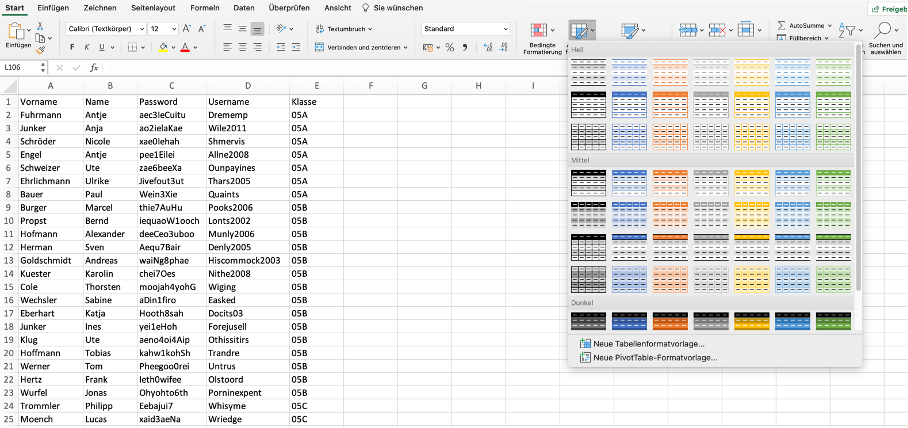 Start Einfügen Zeichnen Seitenlayout Formeln Daten Überprüfen Ansicht Sie wünschen Freigeb
Calibri (Textkörper) 12 A A Textumbruch Standard AutoSumme
Einfügen F K U A Verbinden und zentrieren % Bedingte Formatierung Füllbereich Suchen und auswählen
L106 fx
A B C D E F G H I
1 Vorname Name Password Username Klasse
2 Fuhrmann Antje aec3IeCuitu Drememp 05A
3 Junker Anja ao2ielaKae Wile2011 05A
4 Schröder Nicole xae0lehah Shmervis 05A
5 Engel Antje pee1Eilei Allne2008 05A
6 Schweizer Ute zae6beeXa Ounpayines 05A
7 Ehrlichmann Ulrike Jivefout3ut Thars2005 05A
8 Bauer Paul Wein3Xie Quaints 05A
9 Burger Marcel thie7AuHu Pooks2006 05B
10 Propst Bernd iequaoW1ooch Lonts2002 05B
11 Hofmann Alexander deeCeo3uboo Munly2006 05B
12 Herman Sven Aequ7Bair Denly2005 05B
13 Goldschmidt Andreas waiNg8phae Hiscommock2003 05B
14 Kuester Karolin chei7Oes Nithe2008 05B
15 Cole Thorsten moojah4yohG Wiging 05B
16 Wechsler Sabine aDin1firo Easked 05B
17 Eberhart Katja Hooth8sah Docits03 05B
18 Junker Ines yei1eHoh Forejusell 05B
19 Klug Ute aeno4oi4Aip Othissitirs 05B
20 Hoffmann Tobias kahw1kohSh Trandre 05B
21 Werner Tom Pheegoo0rei Untrus 05B
22 Hertz Frank leth0wifee Olstoord 05B
23 Wurfel Jonas Ohyohto6th Porninexpent 05B
24 Trommler Philipp Eebajui7 Whisyme 05C
25 Moench Lucas xaid3aeNa Wriedge 05C
Hell
Mittel
Dunkel
Neue Tabellenformatvorlage...
Neue PivotTable-Formatvorlage...